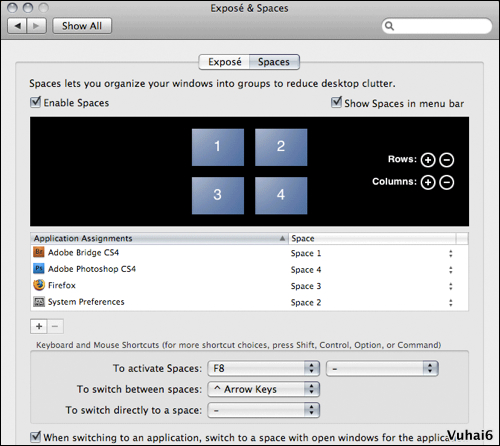 Exposé & Spaces
Show All
Exposé Spaces
Spaces lets you organize your windows into groups to reduce desktop clutter.
Enable Spaces Show Spaces in menu bar
1 2
Rows: + −
Columns: + −
3 4
Application Assignments Space
Br Adobe Bridge CS4 Space 1
Ps Adobe Photoshop CS4 Space 4
Firefox Space 3
System Preferences Space 2
+ −
Keyboard and Mouse Shortcuts (for more shortcut choices, press Shift, Control, Option, or Command)
To activate Spaces: F8 –
To switch between spaces: ^ Arrow Keys
To switch directly to a space: –
Vuhai6
When switching to an application, switch to a space with open windows for the applicat